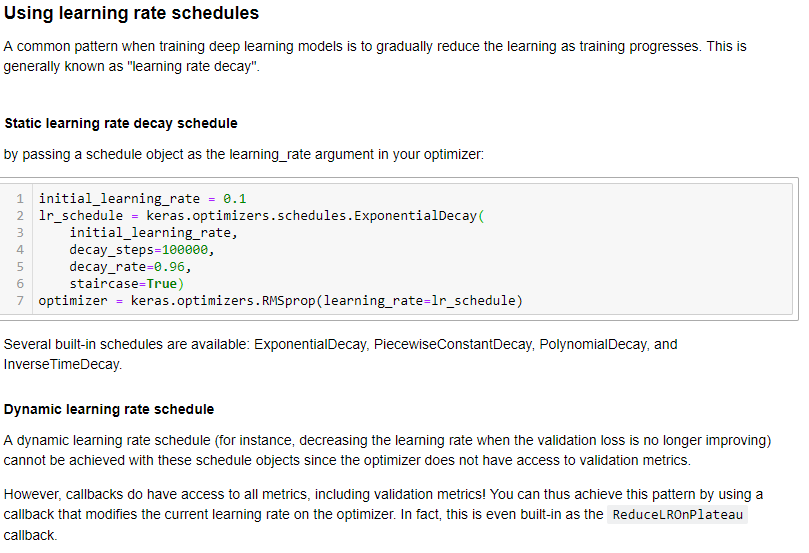 Using learning rate schedules
A common pattern when training deep learning models is to gradually reduce the learning as training progresses. This is
generally known as "learning rate decay".
Static learning rate decay schedule
by passing a schedule object as the learning_rate argument in your optimizer:
1 initial_learning_rate = 0.1
2 lr_schedule = keras.optimizers.schedules.ExponentialDecay(
3     initial_learning_rate,
4     decay_steps=100000,
5     decay_rate=0.96,
6     staircase=True)
7 optimizer = keras.optimizers.RMSprop(learning_rate=lr_schedule)
Several built-in schedules are available: ExponentialDecay, PiecewiseConstantDecay, PolynomialDecay, and
InverseTimeDecay.
Dynamic learning rate schedule
A dynamic learning rate schedule (for instance, decreasing the learning rate when the validation loss is no longer improving)
cannot be achieved with these schedule objects since the optimizer does not have access to validation metrics.
However, callbacks do have access to all metrics, including validation metrics! You can thus achieve this pattern by using a
callback that modifies the current learning rate on the optimizer. In fact, this is even built-in as the ReduceLROnPlateau
callback.